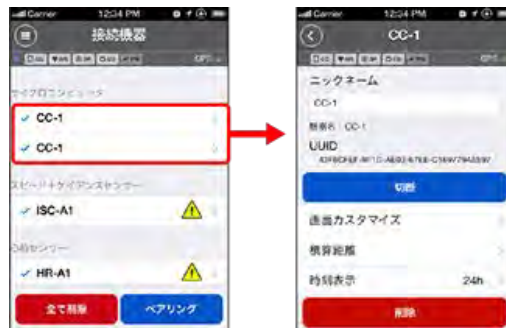 Carrier 12:34 PM
接続機器
サイクロコンピュータ
CC-1
CC-1
スピード+ケイデンスセンサー
ISC-A1
心拍センサー
HR-A1
全て削除 ペアリング
Carrier 12:34 PM
CC-1
ニックネーム
CC-1
機器名 CC-1
UUID
切断
画面カスタマイズ
積算距離
時刻表示 24h
削除